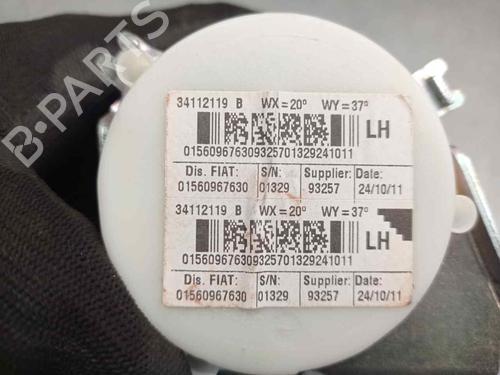 34112119 B WX=20° WY=37°
LH
015609676309325701329241011
Dis. FIAT: S/N: Supplier: Date:
01560967630 01329 93257 24/10/11
34112119 B WX=20° WY=37°
LH
015609676309325701329241011
Dis. FIAT: S/N: Supplier: Date:
01560967630 01329 93257 24/10/11